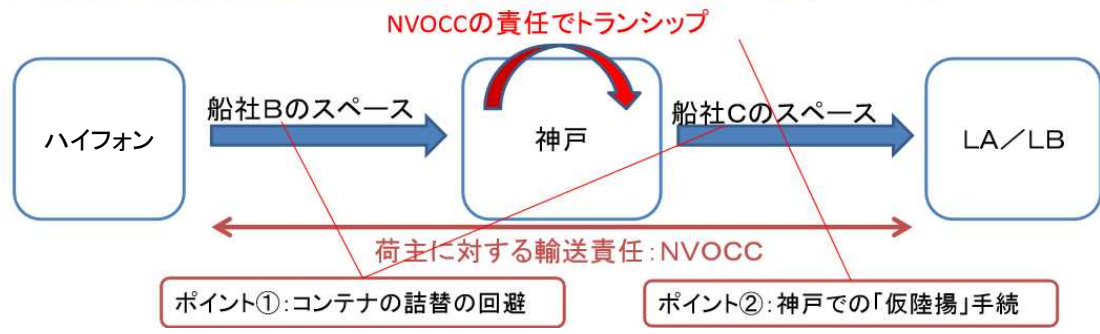 NVOCCの責任でトランシップ
船社Bのスペース
船社Cのスペース
ハイフォン
神戸
LA／LB
荷主に対する輸送責任：NVOCC
ポイント①：コンテナの詰替の回避
ポイント②：神戸での「仮陸揚」手続